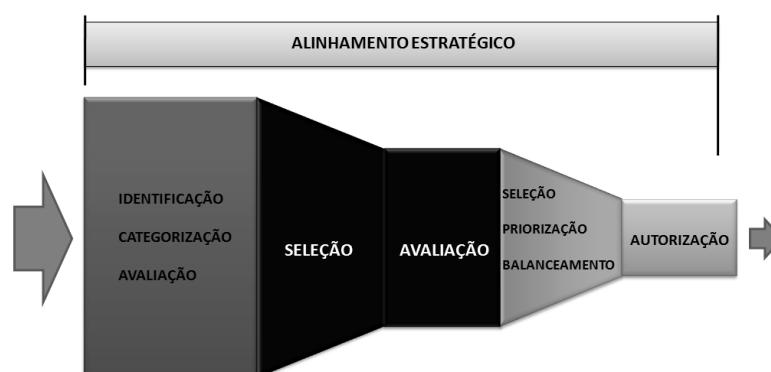 ALINHAMENTO ESTRATÉGICO
IDENTIFICAÇÃO
CATEGORIZAÇÃO
AVALIAÇÃO
SELEÇÃO
AVALIAÇÃO
SELEÇÃO
PRIORIZAÇÃO
BALANCEAMENTO
AUTORIZAÇÃO